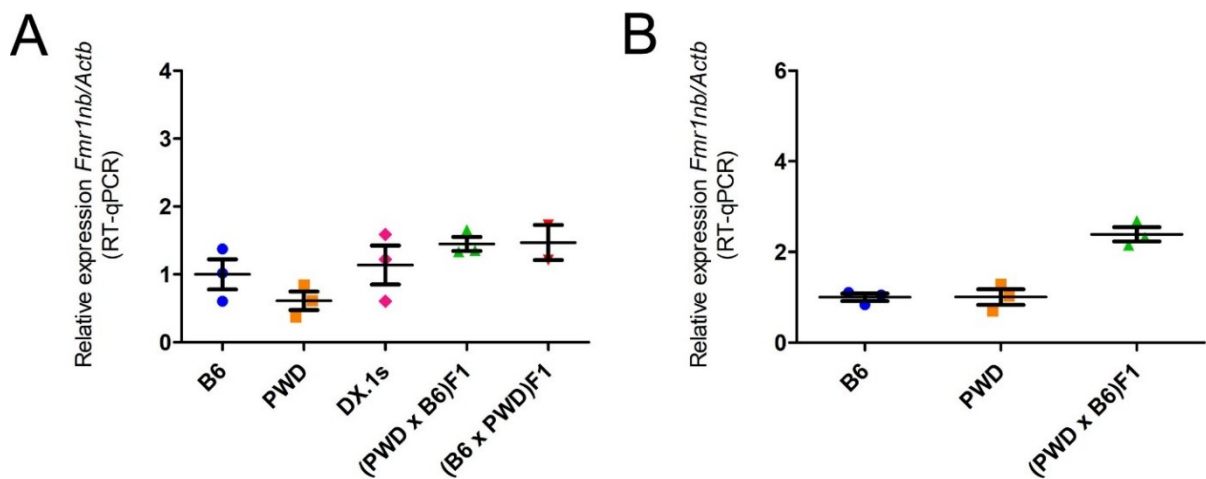 A
Relative expression Fmr1nb/Actb
(RT-qPCR)
4
3
2
1
0
B6
PWD
DX.1s
(PWD x B6)F1
(B6 x PWD)F1
B
Relative expression Fmr1nb/Actb
(RT-qPCR)
6
4
2
0
B6
PWD
(PWD x B6)F1